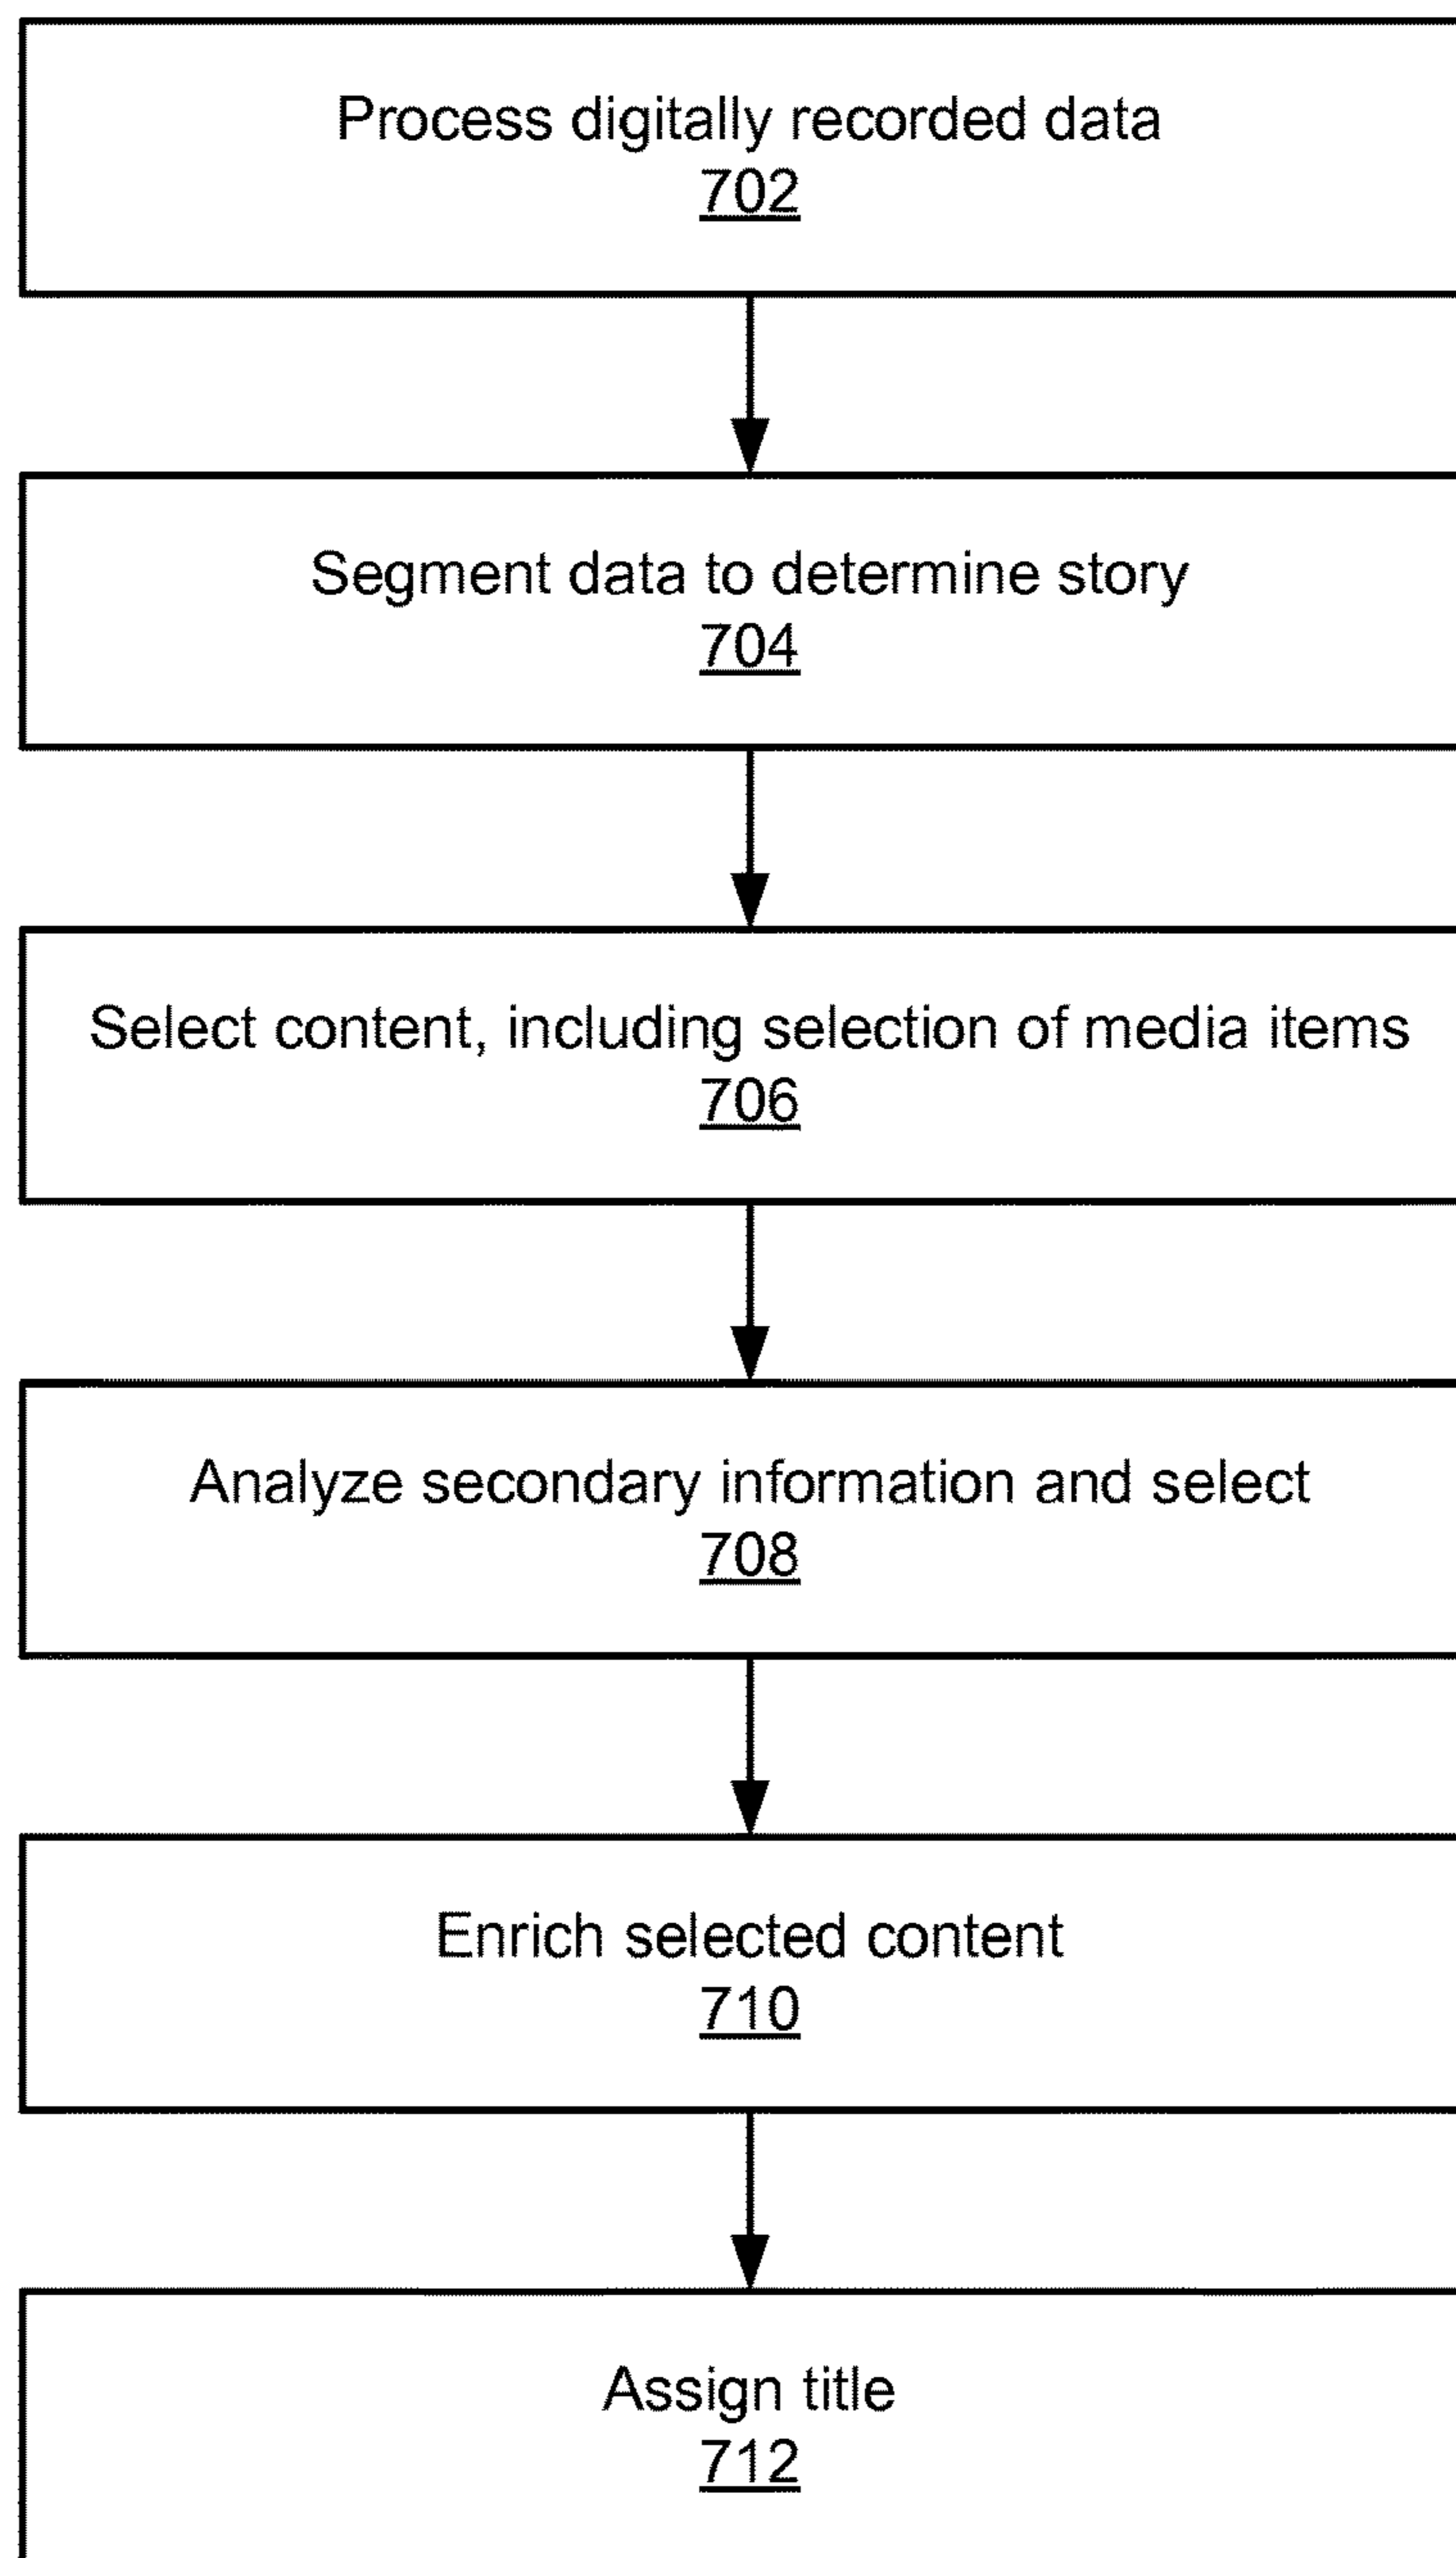 Process digitally recorded data
702
Segment data to determine story
704
Select content, including selection of media items
706
Analyze secondary information and select
708
Enrich selected content
710
Assign title
712